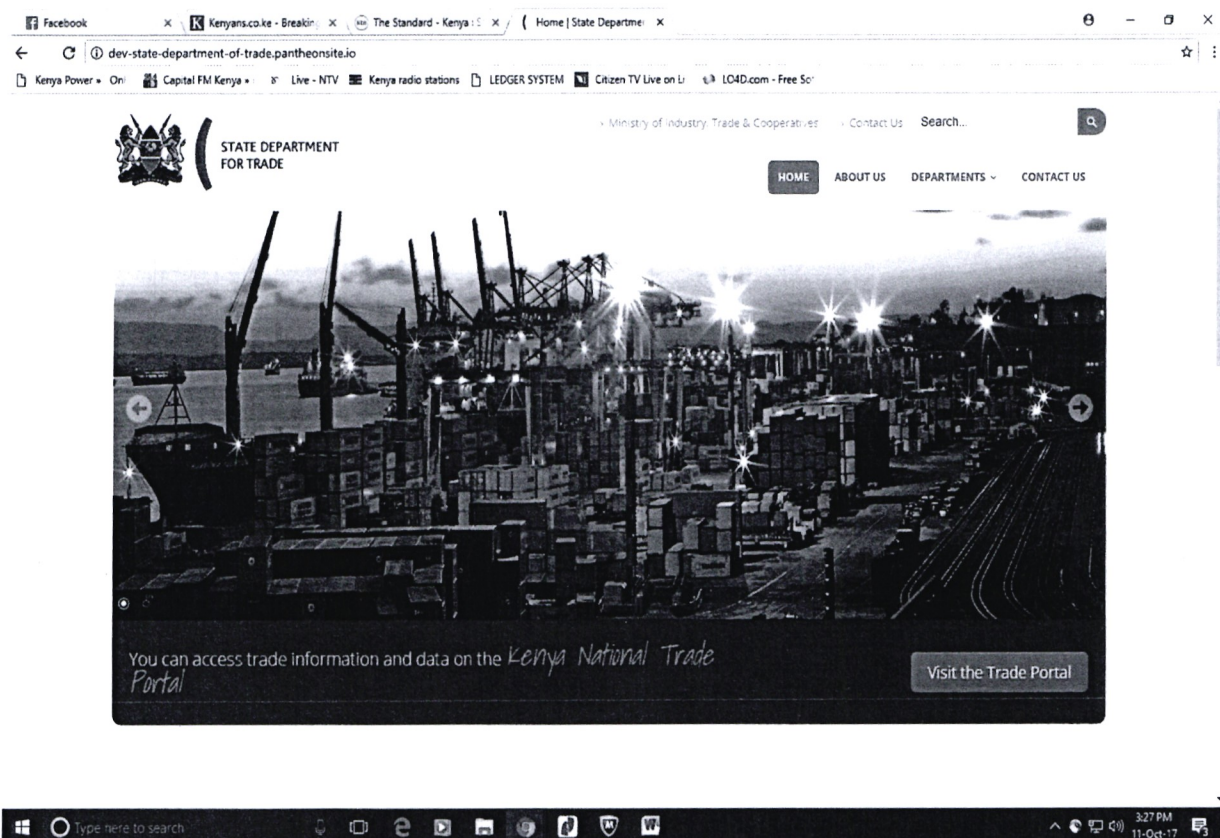 Facebook
Kenyans.co.ke - Breaking
The Standard - Kenya : S
Home | State Departme
dev-state-department-of-trade.pantheonsite.io
Kenya Power » Onl
Capital FM Kenya »
Live - NTV
Kenya radio stations
LEDGER SYSTEM
Citizen TV Live on Li
LO4D.com - Free So
› Ministry of Industry, Trade & Cooperatives
› Contact Us
Search...
STATE DEPARTMENT
FOR TRADE
HOME
ABOUT US
DEPARTMENTS
CONTACT US
You can access trade information and data on the Kenya National Trade
Portal
Visit the Trade Portal
Type here to search
3:27 PM
11-Oct-17